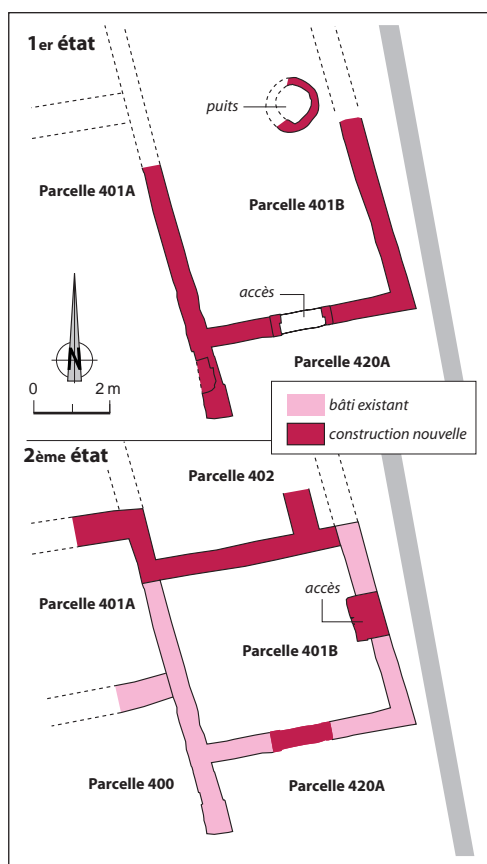 1er état
puits
Parcelle 401A
Parcelle 401B
accès
N
0 2 m
Parcelle 420A
bâti existant
construction nouvelle
2ème état
Parcelle 402
Parcelle 401A
accès
Parcelle 401B
Parcelle 400
Parcelle 420A